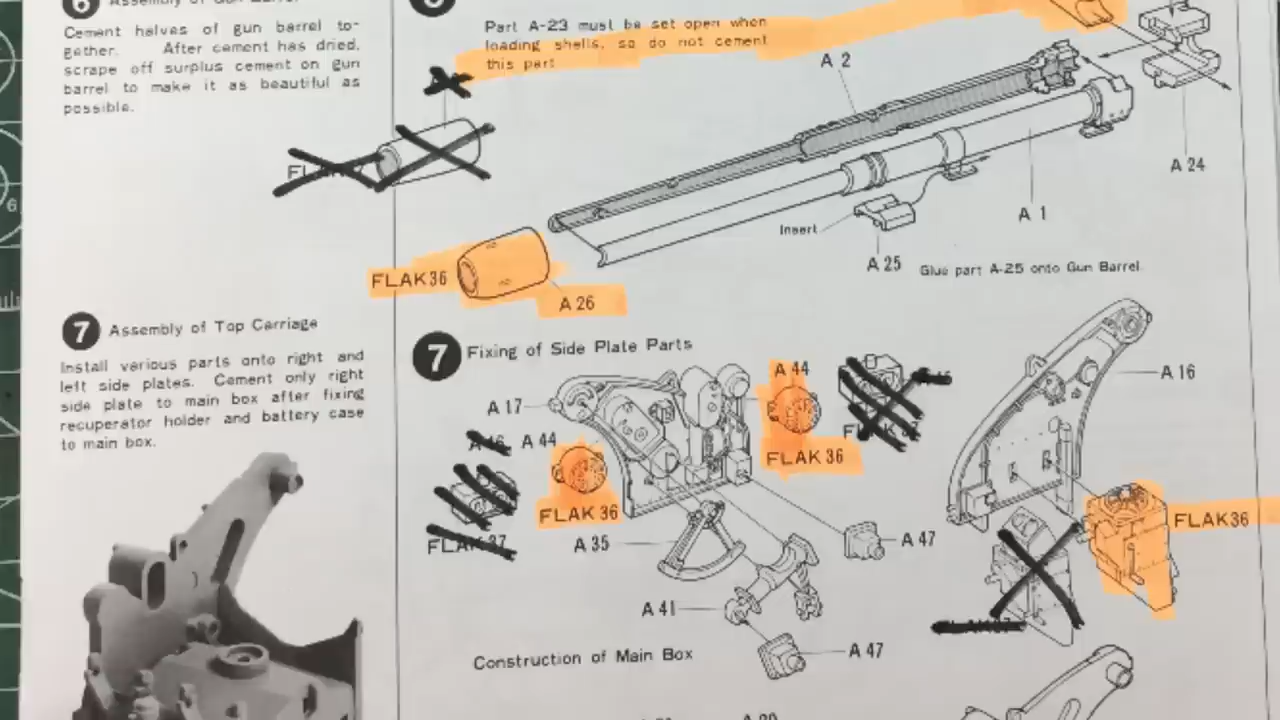 6 Assembly of Gun Barrel
Cement halves of gun barrel to-
gether. After cement has dried,
scrape off surplus cement on gun
barrel to make it as beautiful as
possible.
7 Assembly of Top Carriage
Install various parts onto right and
left side plates. Cement only right
side plate to main box after fixing
recuperator holder and battery case
to main box.
Part A-23 must be set open when
loading shells, so do not cement
this part
A 2
A 24
A 1
Insert
A 25
Glue part A-25 onto Gun Barrel
FLAK36
A 26
7 Fixing of Side Plate Parts
A 44
A 16
A 17
A 44
FLAK 36
FLAK 36
FLAK36
FLAK 37
A 35
A 47
A 41
A 47
Construction of Main Box